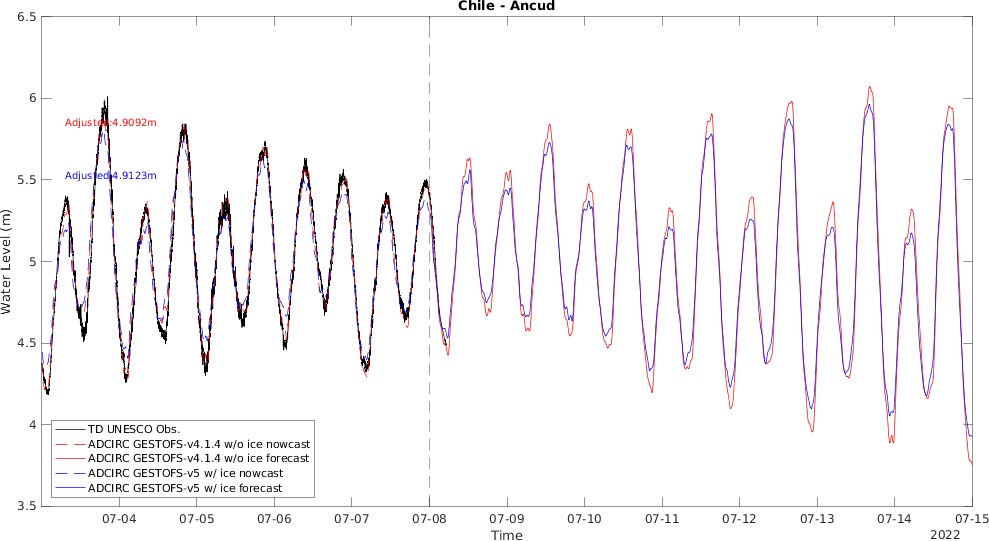 Chile - Ancud
6.5
6
5.5
5
4.5
4
3.5
Water Level (m)
Adjusted:4.9092m
Adjusted:4.9123m
TD UNESCO Obs.
ADCIRC GESTOFS-v4.1.4 w/o ice nowcast
ADCIRC GESTOFS-v4.1.4 w/o ice forecast
ADCIRC GESTOFS-v5 w/ ice nowcast
ADCIRC GESTOFS-v5 w/ ice forecast
07-04 07-05 07-06 07-07 07-08 07-09 07-10 07-11 07-12 07-13 07-14 07-15
Time
2022